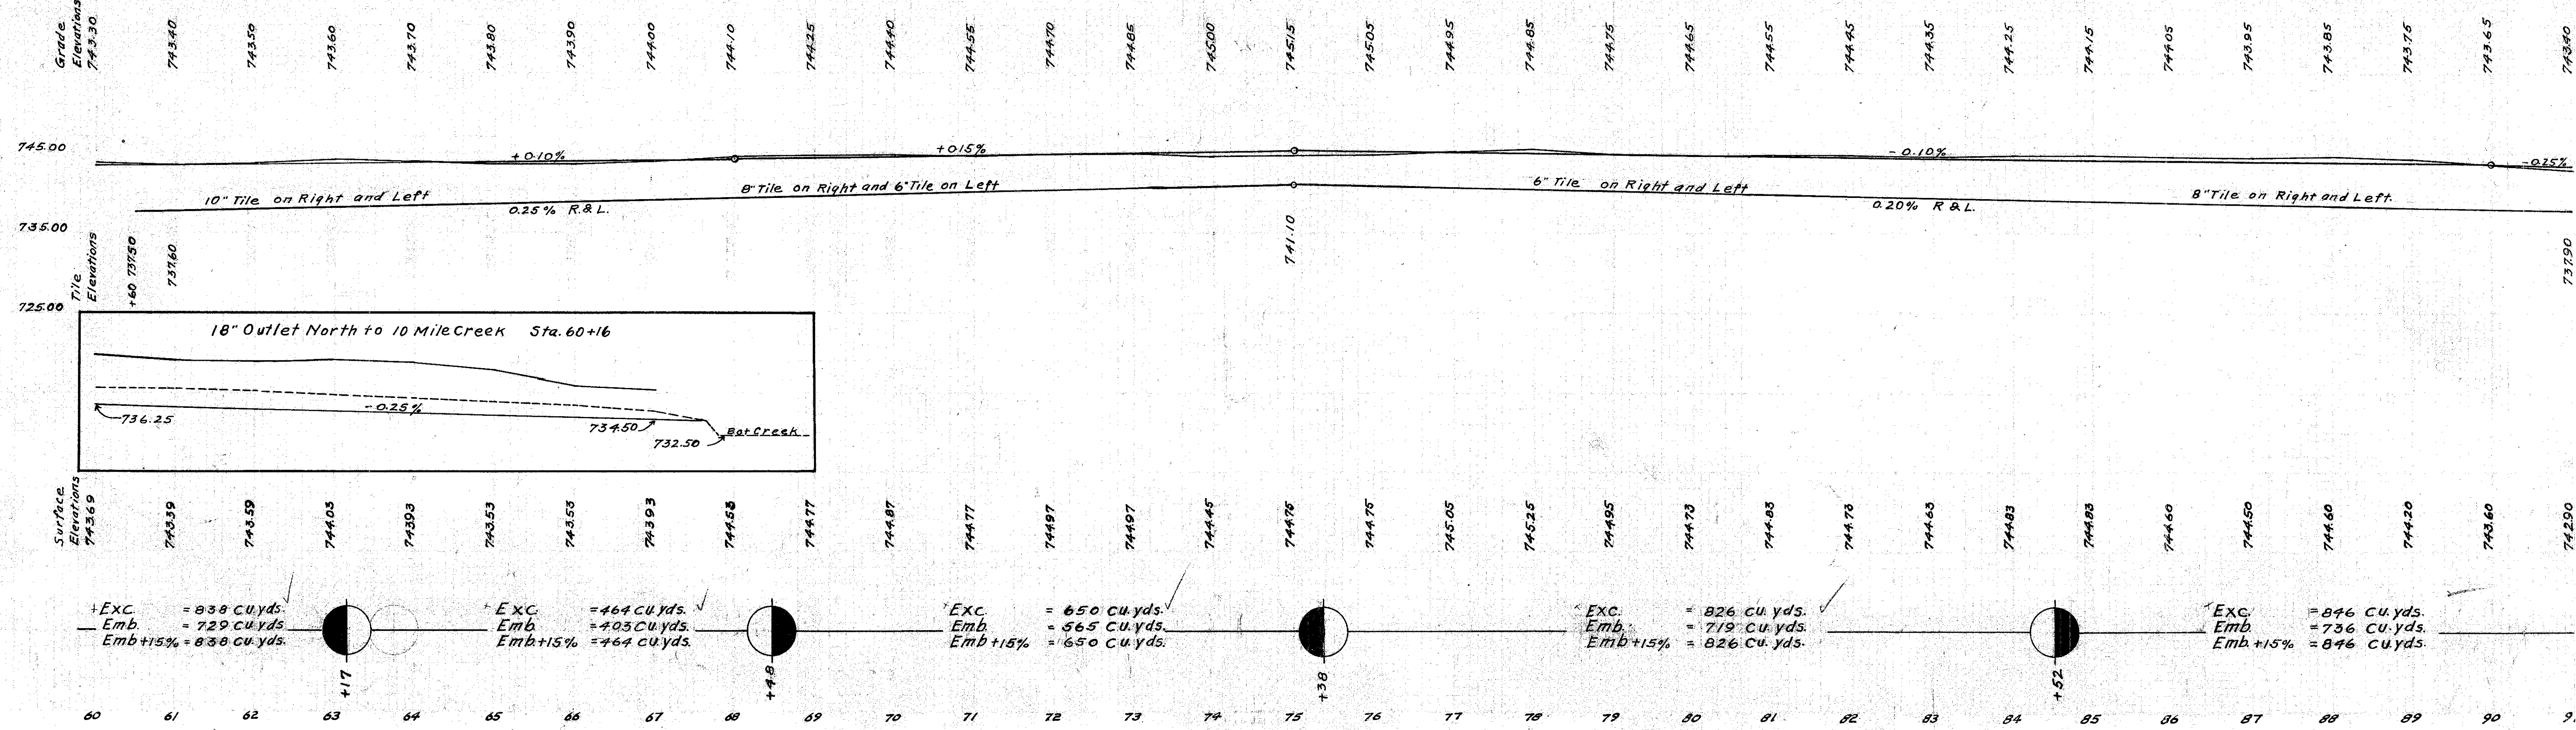 Grade
Elevations
743.30 743.40 743.50 743.60 743.70 743.80 743.90 744.00 744.10 744.25 744.40 744.55 744.70 744.85 745.00 745.15 745.05 744.95 744.85 744.75 744.65 744.55 744.45 744.35 744.25 744.15 744.05 743.95 743.85 743.75 743.65 743.40
745.00
+0.10% +0.15% -0.10% -0.25%
10" Tile on Right and Left 8" Tile on Right and 6" Tile on Left 6" Tile on Right and Left 8" Tile on Right and Left.
0.25% R.&L. 0.20% R&L.
735.00
Tile
Elevations
+60 737.50 737.60 741.10 737.90
725.00
18" Outlet North to 10 Mile Creek Sta. 60+16
-0.25%
736.25
734.50
732.50
Bot Creek
Surface
Elevations
743.69 743.39 743.59 744.03 743.93 743.53 743.53 743.93 744.53 744.77 744.87 744.77 744.97 744.97 744.45 744.75 744.75 745.05 745.25 744.95 744.73 744.83 744.73 744.63 744.83 744.83 744.60 744.50 744.60 744.20 743.60 742.90
Exc. = 838 cu.yds.
Emb. = 729 cu.yds
Emb+15% = 838 cu.yds.
Exc. = 464 cu.yds.
Emb = 403 cu.yds.
Emb.+15% = 464 cu.yds.
Exc. = 650 cu.yds.
Emb. = 565 cu.yds.
Emb +15% = 650 cu.yds.
Exc. = 826 cu.yds.
Emb. = 719 cu.yds.
Emb+15% = 826 cu.yds.
Exc. = 846 cu.yds.
Emb. = 736 cu.yds.
Emb.+15% = 846 cu.yds.
+17 +48 +38 +52
60 61 62 63 64 65 66 67 68 69 70 71 72 73 74 75 76 77 78 79 80 81 82 83 84 85 86 87 88 89 90